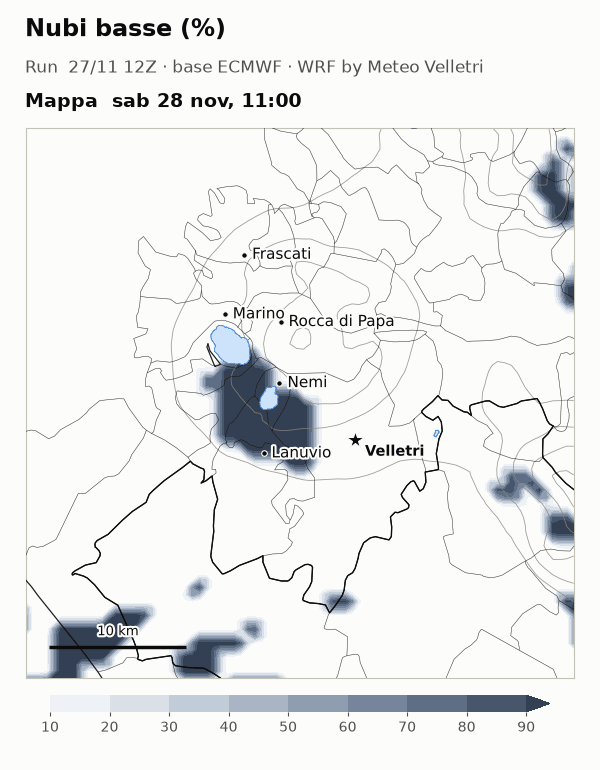 Nubi basse (%)
Run  27/11 12Z · base ECMWF · WRF by Meteo Velletri
Mappa  sab 28 nov, 11:00
Frascati
Marino
Rocca di Papa
Nemi
Velletri
Lanuvio
10 km
10 20 30 40 50 60 70 80 90